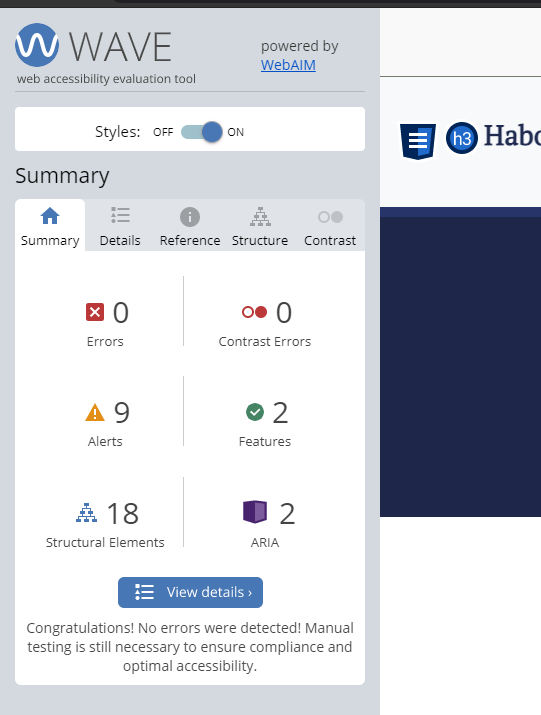 WAVE
web accessibility evaluation tool
powered by
WebAIM
Styles: OFF ON
Summary
Summary Details Reference Structure Contrast
0 0
Errors Contrast Errors
9 2
Alerts Features
18 2
Structural Elements ARIA
View details ›
Congratulations! No errors were detected! Manual
testing is still necessary to ensure compliance and
optimal accessibility.
h3 Habo